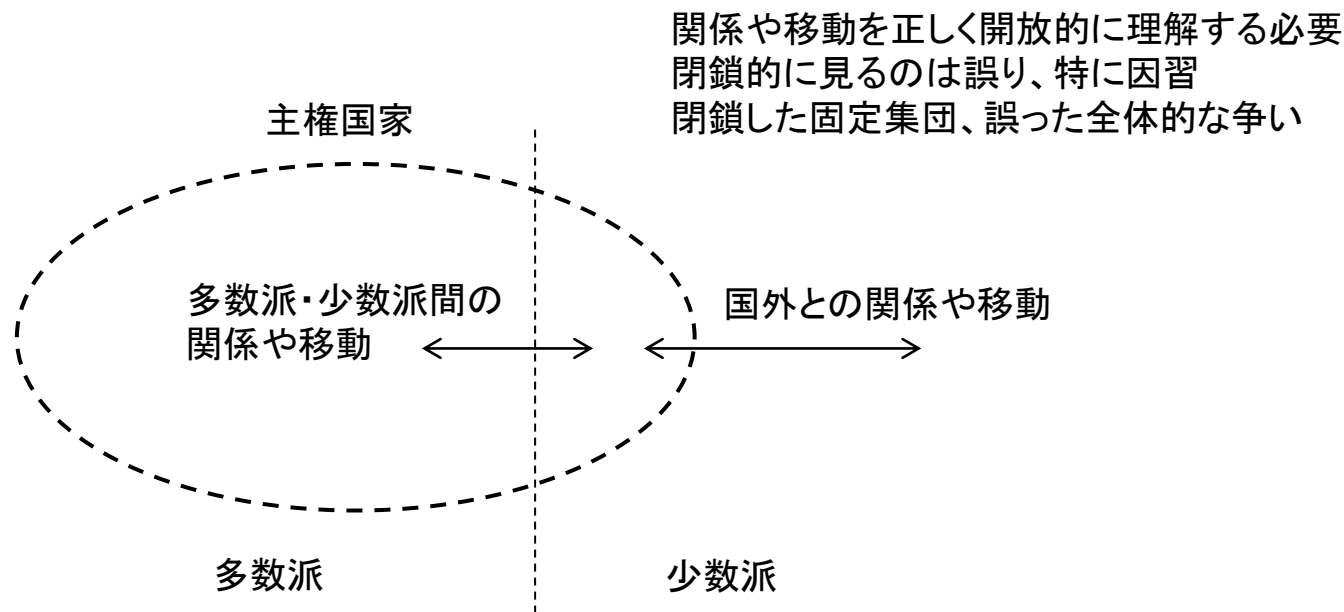 関係や移動を正しく開放的に理解する必要
閉鎖的に見るのは誤り、特に因習
閉鎖した固定集団、誤った全体的な争い
主権国家
多数派・少数派間の
関係や移動
国外との関係や移動
多数派
少数派